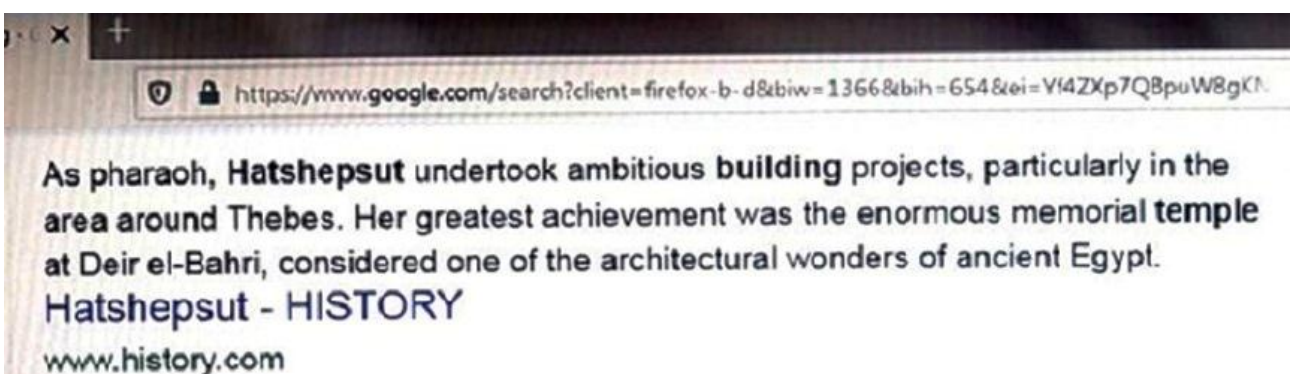 https://www.google.com/search?client=firefox-b-d&biw=1366&bih=654&ei=
As pharaoh, Hatshepsut undertook ambitious building projects, particularly in the
area around Thebes. Her greatest achievement was the enormous memorial temple
at Deir el-Bahri, considered one of the architectural wonders of ancient Egypt.
Hatshepsut - HISTORY
www.history.com